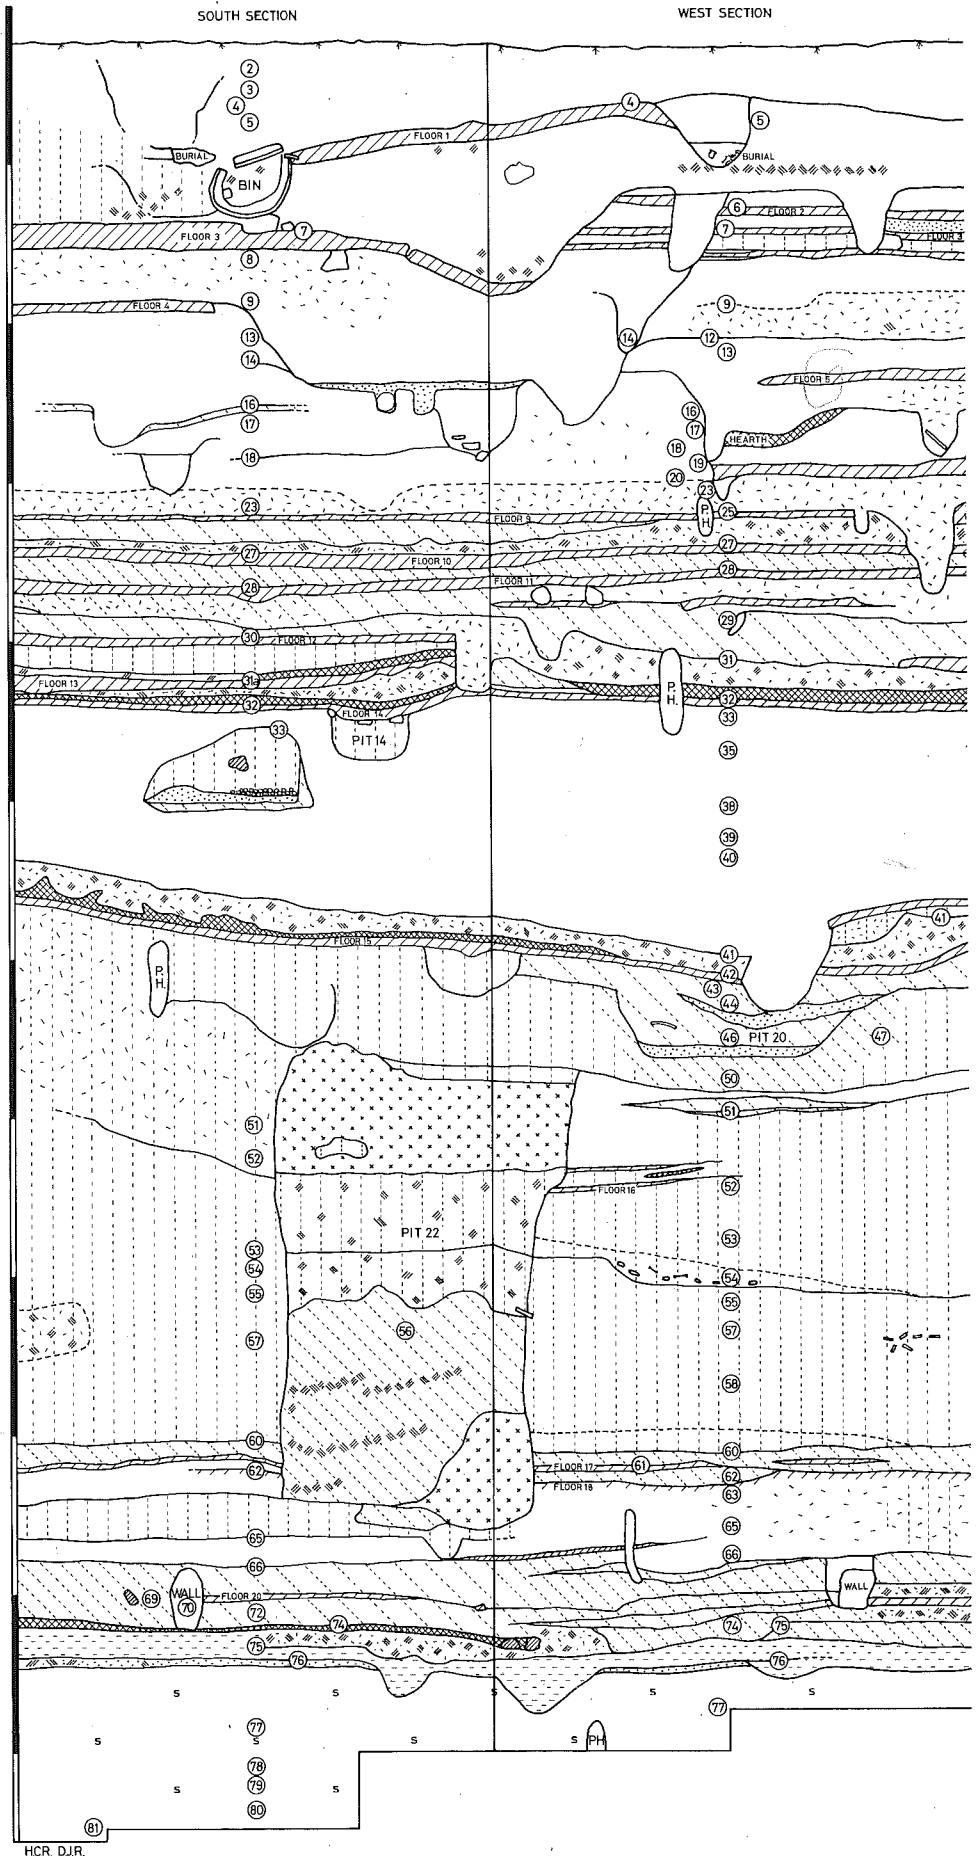 SOUTH SECTION
WEST SECTION
2
3
4
5
FLOOR 1
4
5
BURIAL
BURIAL
BIN
6
FLOOR 2
FLOOR 3
7
7
FLOOR 3
8
FLOOR 4
9
9
13
14
14
12
13
FLOOR 5
16
17
16
17
HEARTH
18
18
19
20
23
23
P.
H.
25
FLOOR 9
27
FLOOR 10
27
28
FLOOR 11
28
29
30
FLOOR 12
31
FLOOR 13
31a
P.
H.
32
FLOOR 14
32
33
33
PIT 14
35
38
39
40
41
FLOOR 15
41
P.
H.
42
43
44
46
PIT 20
47
50
51
51
52
52
FLOOR 16
PIT 22
53
53
54
54
55
55
56
57
57
58
60
60
FLOOR 17
61
62
62
FLOOR 18
63
65
65
66
66
69
WALL
70
FLOOR 20
WALL
72
74
74
75
75
76
76
S
S
S
S
S
77
77
S
S
S
S
PH
78
79
S
S
80
81
H.C.R. D.J.R.